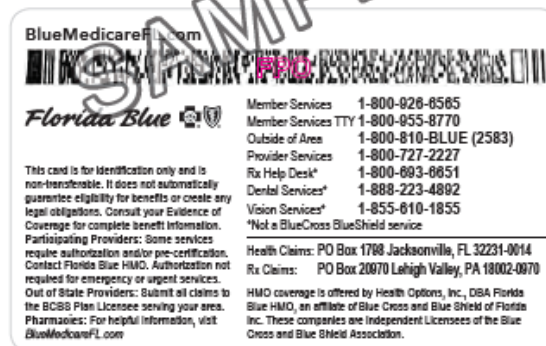 SAMPLE
BlueMedicareFL.com
FPO
Florida Blue
This card is for identification only and is
non-transferable. It does not automatically
guarantee eligibility for benefits or create any
legal obligations. Consult your Evidence of
Coverage for complete benefit information.
Participating Providers: Some services
require authorization and/or pre-certification.
Contact Florida Blue HMO. Authorization not
required for emergency or urgent services.
Out of State Providers: Submit all claims to
the BCBS Plan Licensee serving your area.
Pharmacies: For helpful information, visit
BlueMedicareFL.com
Member Services 1-800-926-6565
Member Services TTY 1-800-955-8770
Outside of Area 1-800-810-BLUE (2583)
Provider Services 1-800-727-2227
Rx Help Desk* 1-800-693-6651
Dental Services* 1-888-223-4892
Vision Services* 1-855-610-1855
*Not a BlueCross BlueShield service
Health Claims: PO Box 1798 Jacksonville, FL 32231-0014
Rx Claims: PO Box 20970 Lehigh Valley, PA 18002-0970
HMO coverage is offered by Health Options, Inc., DBA Florida
Blue HMO, an affiliate of Blue Cross and Blue Shield of Florida
Inc. These companies are Independent Licensees of the Blue
Cross and Blue Shield Association.